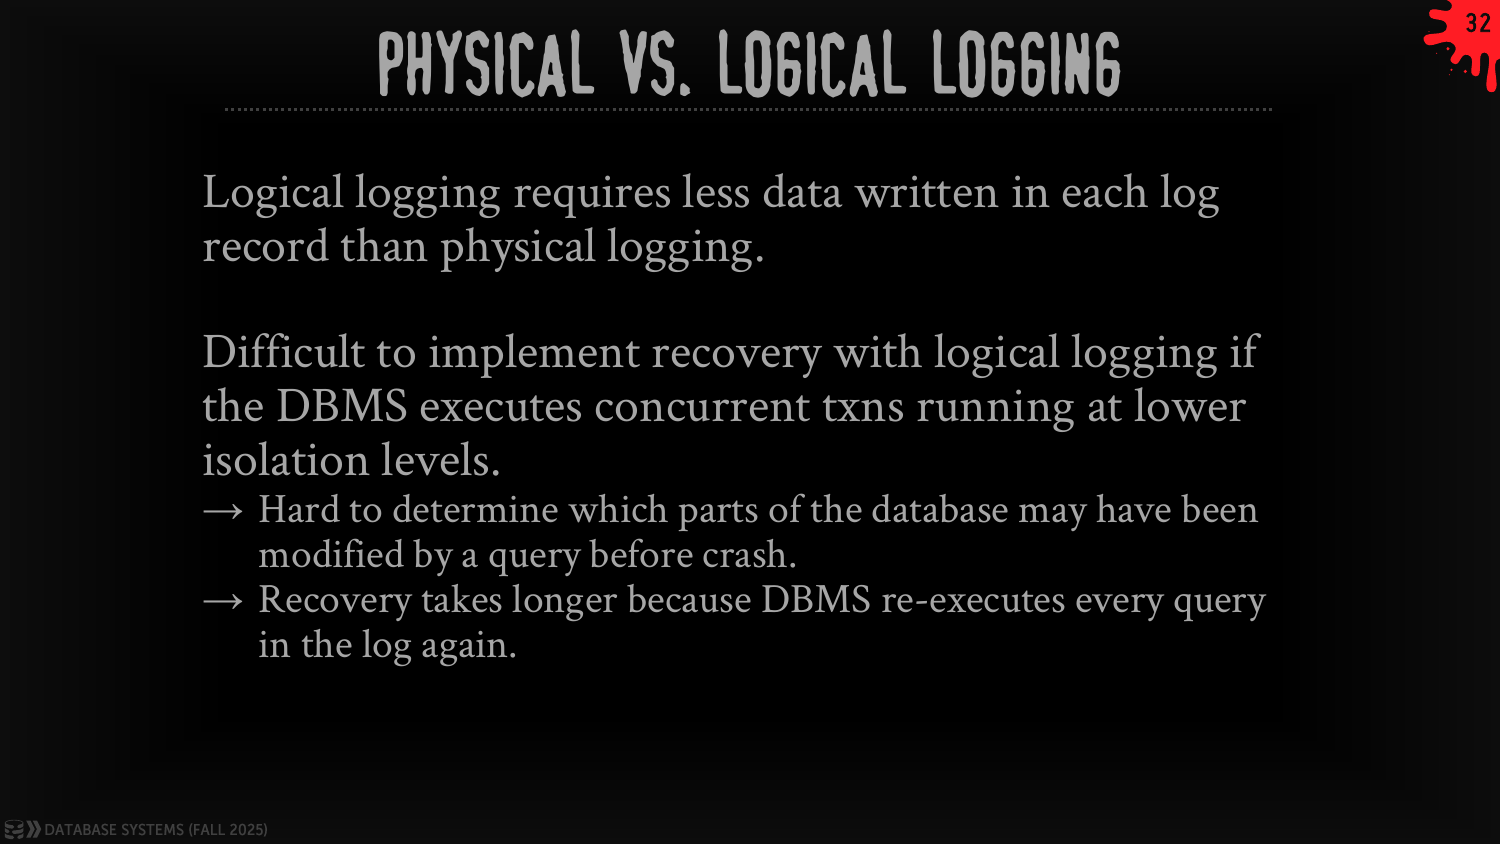 32
PHYSICAL VS. LOGICAL LOGGING
Logical logging requires less data written in each log
record than physical logging.
Difficult to implement recovery with logical logging if
the DBMS executes concurrent txns running at lower
isolation levels.
→ Hard to determine which parts of the database may have been
modified by a query before crash.
→ Recovery takes longer because DBMS re-executes every query
in the log again.
DATABASE SYSTEMS (FALL 2025)